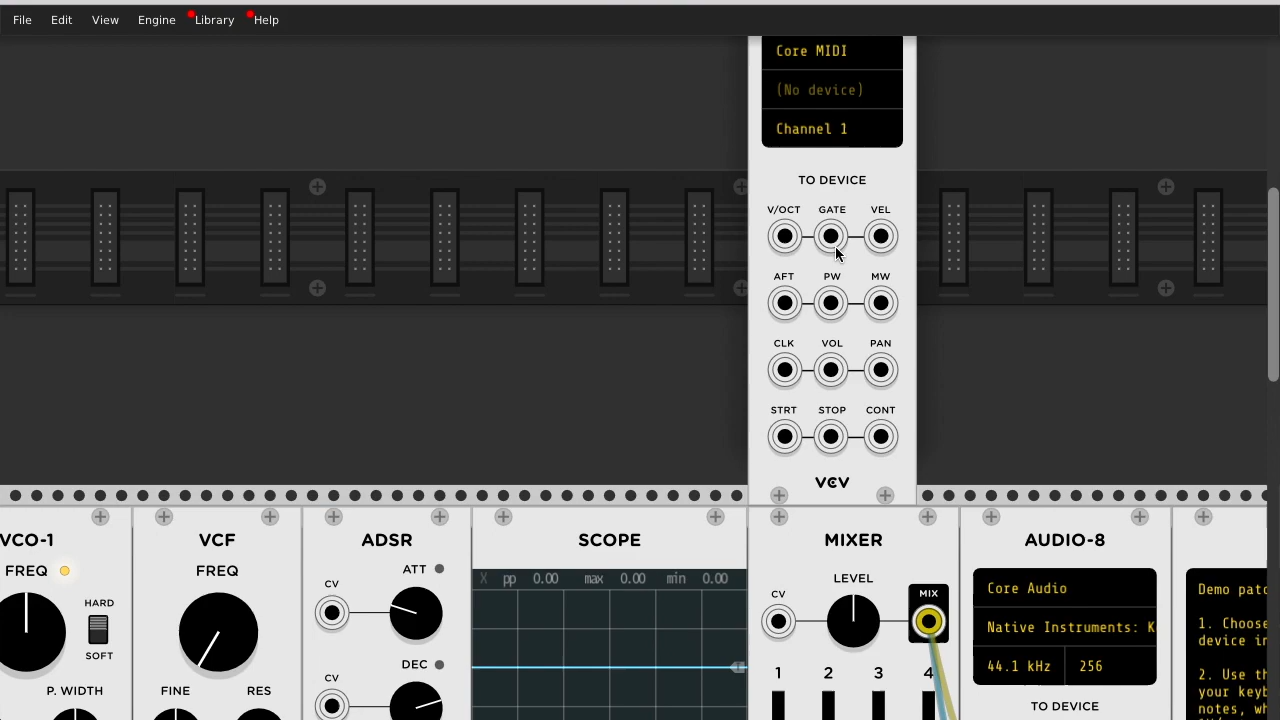 File Edit View Engine Library Help
Core MIDI
(No device)
Channel 1
TO DEVICE
V/OCT GATE VEL
AFT PW MW
CLK VOL PAN
STRT STOP CONT
VCV
VCO-1 VCF ADSR SCOPE MIXER AUDIO-8
FREQ FREQ ATT X pp 0.00 max 0.00 min 0.00 LEVEL Core Audio Demo patc
CV CV MIX
HARD
SOFT
Native Instruments: K 1. Choose
device in
DEC 44.1 kHz 256
CV 1 2 3 4 2. Use th
P. WIDTH FINE RES your keyb
TO DEVICE notes, wh